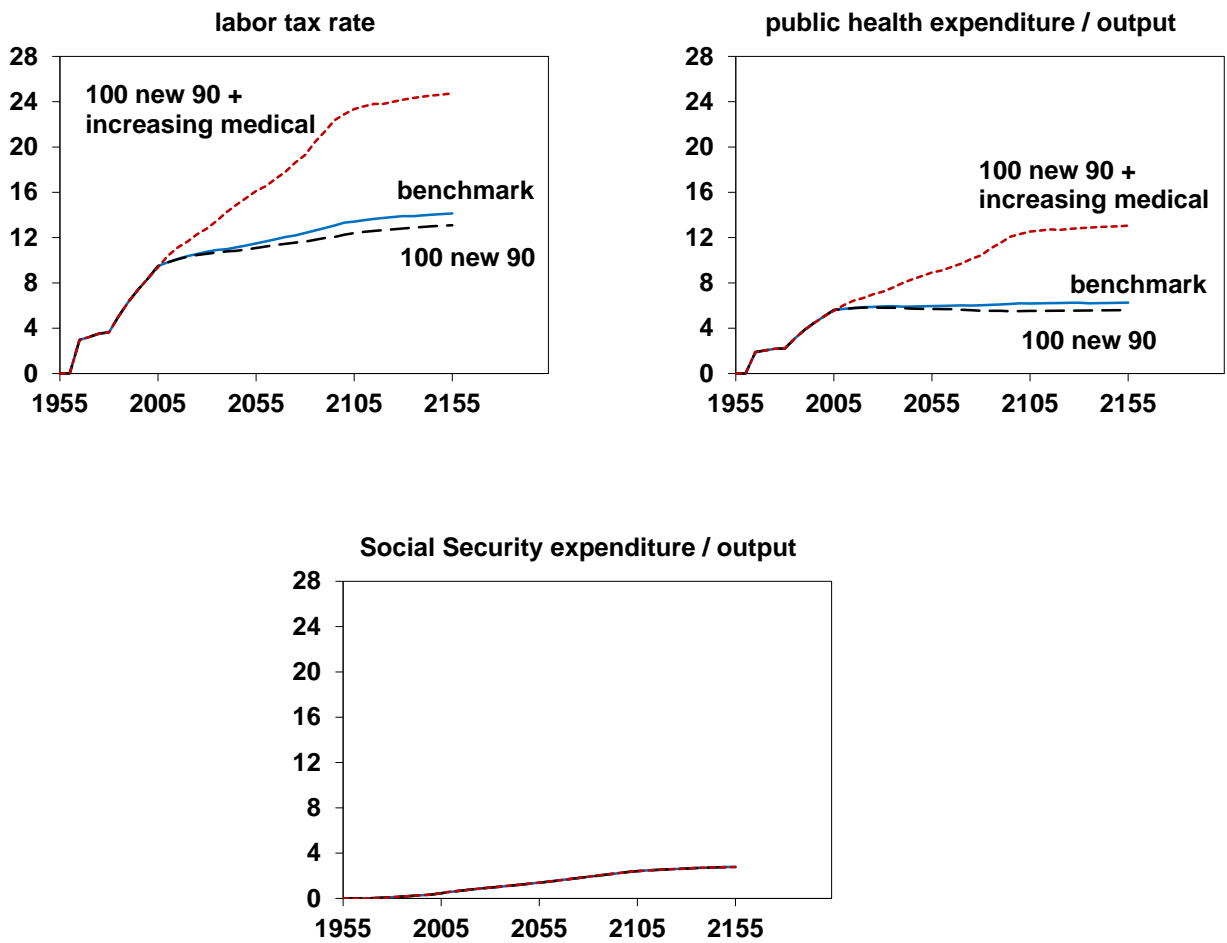 labor tax rate
28
24
20
16
12
8
4
0
1955 2005 2055 2105 2155
100 new 90 +
increasing medical
benchmark
100 new 90
public health expenditure / output
28
24
20
16
12
8
4
0
1955 2005 2055 2105 2155
100 new 90 +
increasing medical
benchmark
100 new 90
Social Security expenditure / output
28
24
20
16
12
8
4
0
1955 2005 2055 2105 2155